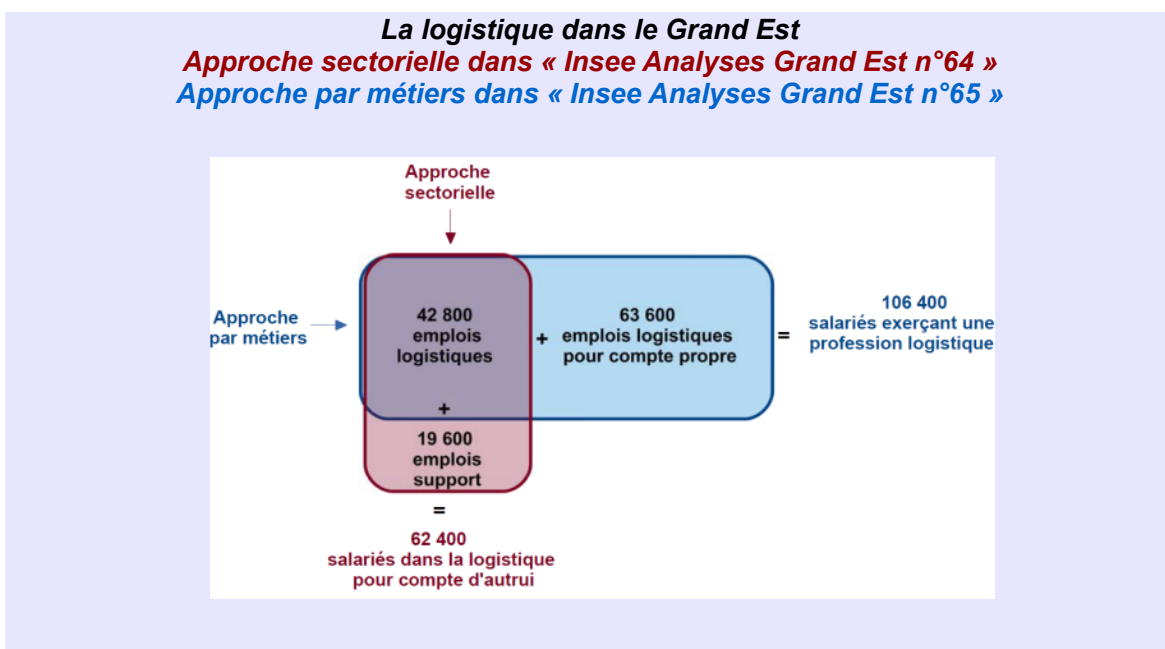 La logistique dans le Grand Est
Approche sectorielle dans « Insee Analyses Grand Est n°64 »
Approche par métiers dans « Insee Analyses Grand Est n°65 »
Approche
sectorielle
Approche
par métiers
42 800
emplois
logistiques
+
63 600
emplois logistiques
pour compte propre
=
106 400
salariés exerçant une
profession logistique
+
19 600
emplois
support
=
62 400
salariés dans la logistique
pour compte d'autrui